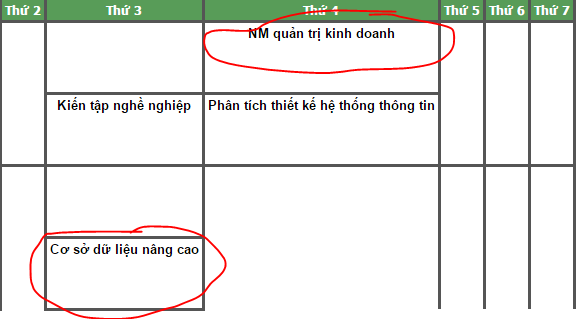 Thứ 2 Thứ 3 Thứ 4 Thứ 5 Thứ 6 Thứ 7
NM quản trị kinh doanh
Kiến tập nghề nghiệp Phân tích thiết kế hệ thống thông tin
Cơ sở dữ liệu nâng cao